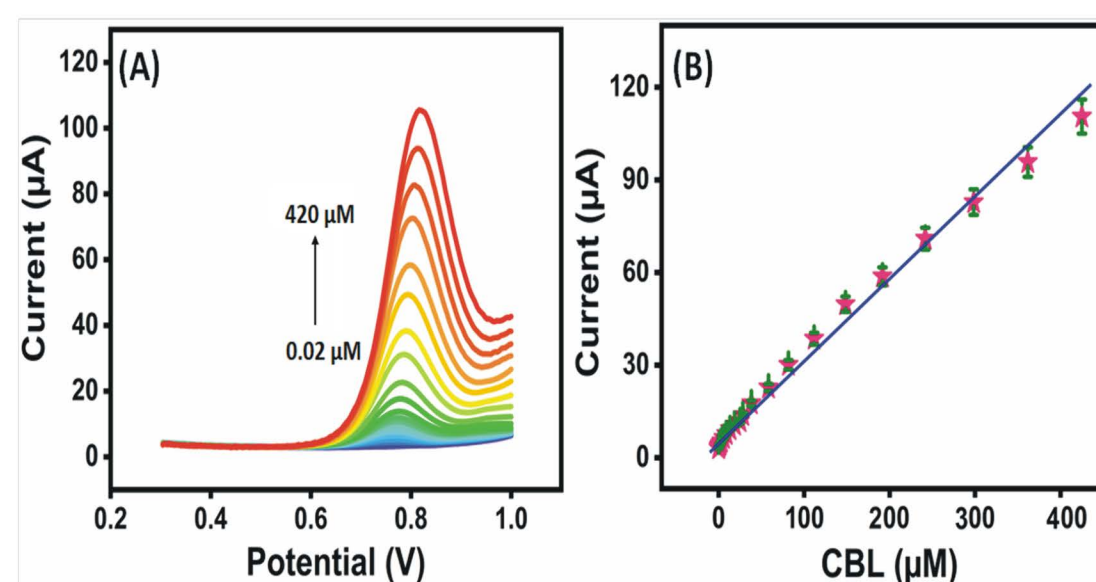 (A)
Current (µA)
120
100
80
60
40
20
0
420 µM
0.02 µM
0.2 0.4 0.6 0.8 1.0
Potential (V)
(B)
Current (µA)
120
90
60
30
0
0 100 200 300 400
CBL (µM)